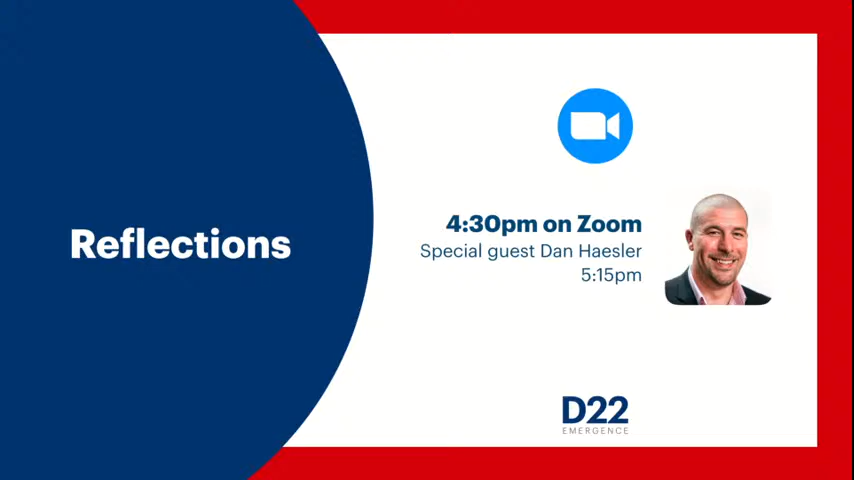 Reflections
4:30pm on Zoom
Special guest Dan Haesler
5:15pm
D22
EMERGENCE